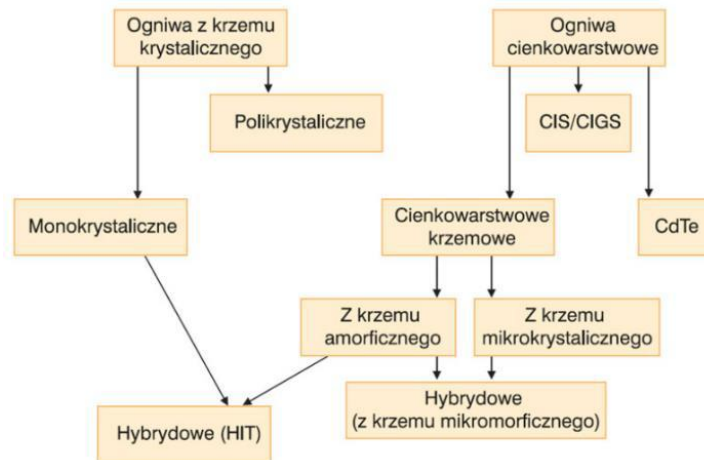 Ogniwa z krzemu
krystalicznego
Ogniwa
cienkowarstwowe
Polikrystaliczne
CIS/CIGS
Monokrystaliczne
Cienkowarstwowe
krzemowe
CdTe
Z krzemu
amorficznego
Z krzemu
mikrokrystalicznego
Hybrydowe (HIT)
Hybrydowe
(z krzemu mikromorficznego)